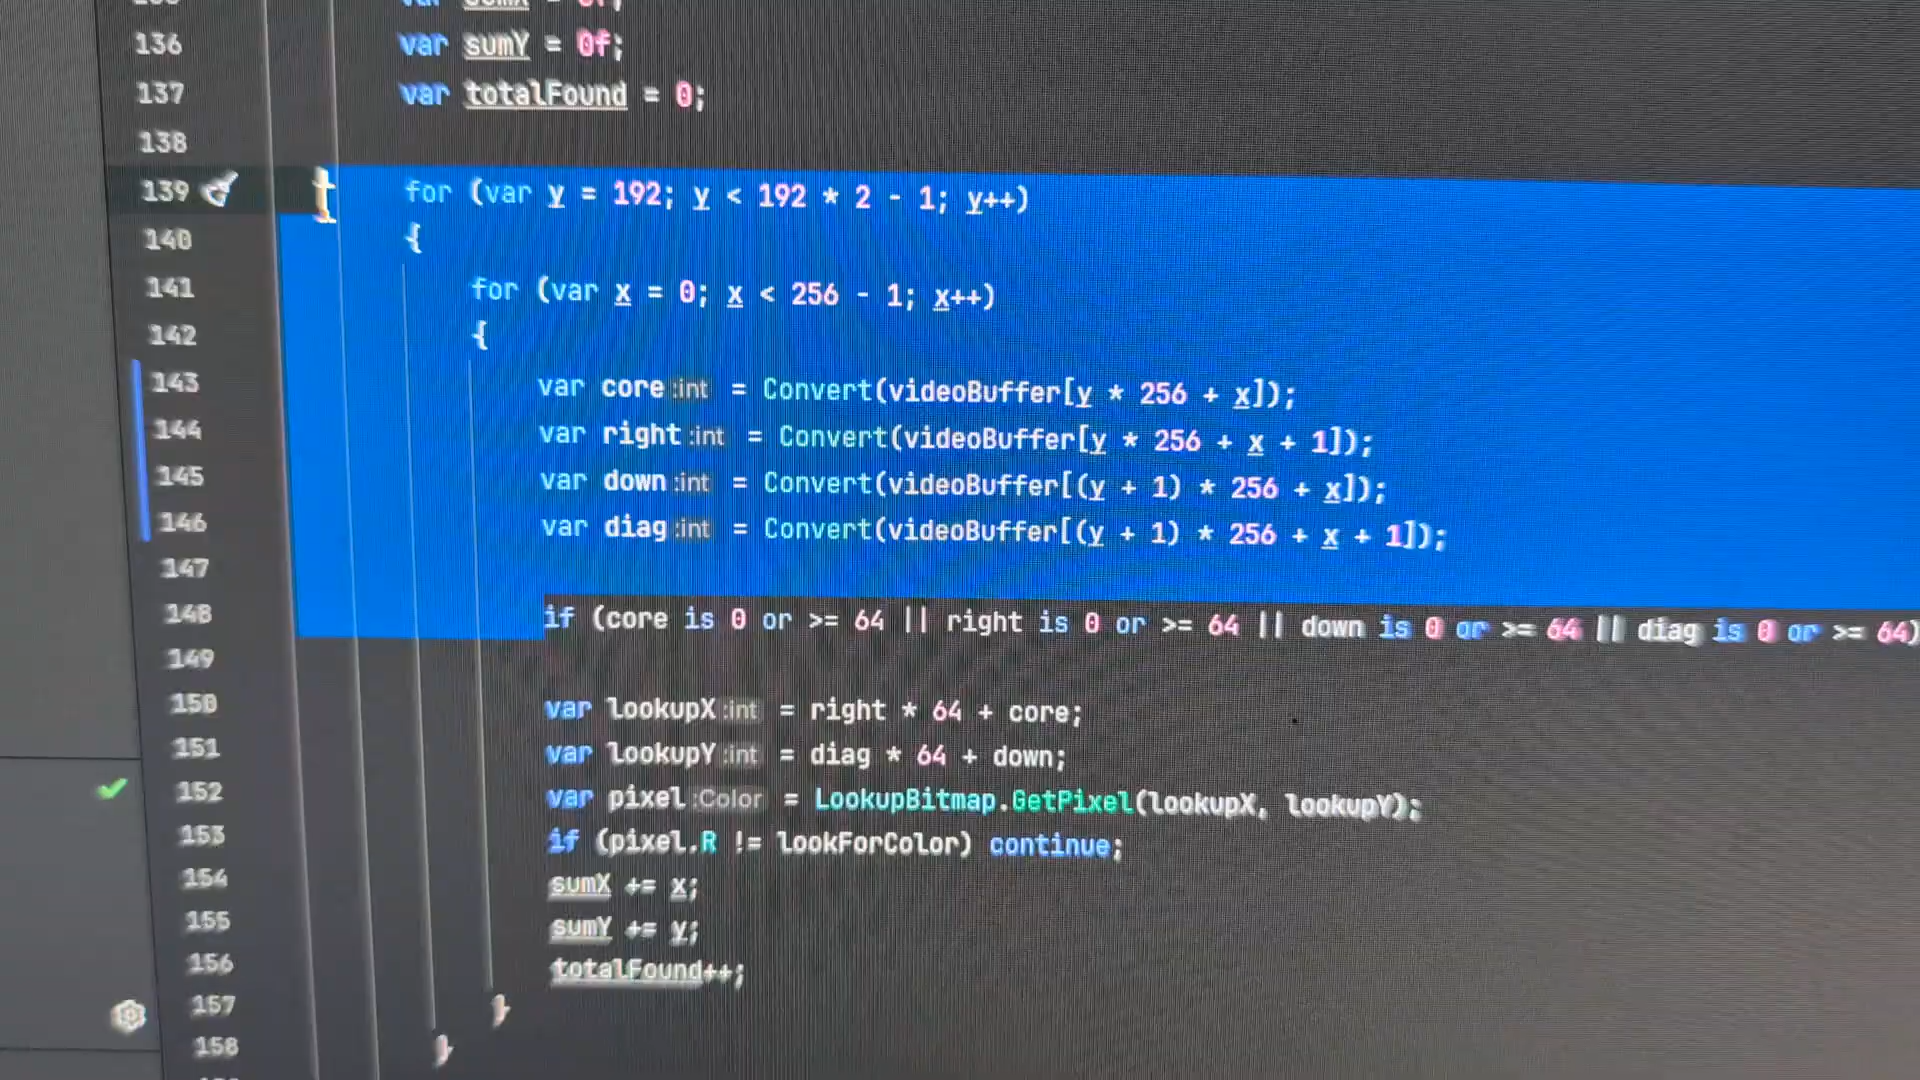 136 var sumY = 0f;
137 var totalFound = 0;
138
139 for (var y = 192; y < 192 * 2 - 1; y++)
140 {
141 for (var x = 0; x < 256 - 1; x++)
142 {
143 var core :int = Convert(videoBuffer[y * 256 + x]);
144 var right :int = Convert(videoBuffer[y * 256 + x + 1]);
145 var down :int = Convert(videoBuffer[(y + 1) * 256 + x]);
146 var diag :int = Convert(videoBuffer[(y + 1) * 256 + x + 1]);
147
148 if (core is 0 or >= 64 || right is 0 or >= 64 || down is 0 or >= 64 || diag is 0 or >= 64)
149
150 var lookupX :int = right * 64 + core;
151 var lookupY :int = diag * 64 + down;
152 var pixel :Color = LookupBitmap.GetPixel(lookupX, lookupY);
153 if (pixel.R != lookForColor) continue;
154 sumX += x;
155 sumY += y;
156 totalFound++;
157 }
158 }